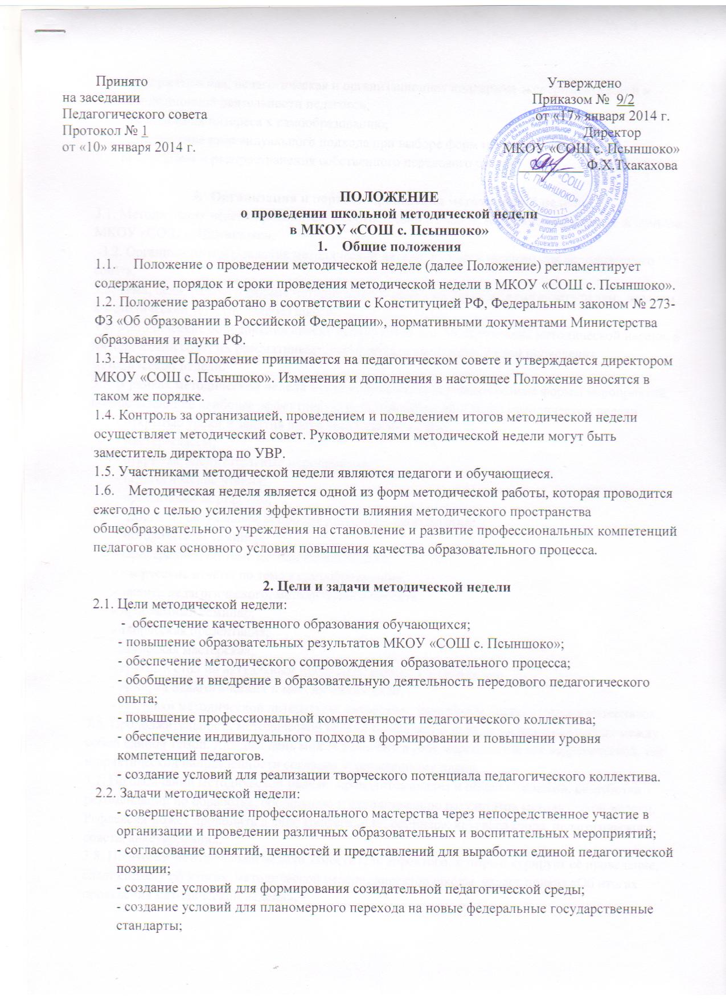 Принято
на заседании
Педагогического совета
Протокол № 1
от «10» января 2014 г.
Утверждено
Приказом № 9/2
от «17» января 2014 г.
Директор
МКОУ «СОШ с. Псыншоко»
Ф.Х.Тхакахова
«СОШ
с. ПСЫНШОКО»
ИНН 0716001171
ПОЛОЖЕНИЕ
о проведении школьной методической недели
в МКОУ «СОШ с. Псыншоко»
1. Общие положения
1.1. Положение о проведении методической неделе (далее Положение) регламентирует
содержание, порядок и сроки проведения методической недели в МКОУ «СОШ с. Псыншоко».
1.2. Положение разработано в соответствии с Конституцией РФ, Федеральным законом № 273-
ФЗ «Об образовании в Российской Федерации», нормативными документами Министерства
образования и науки РФ.
1.3. Настоящее Положение принимается на педагогическом совете и утверждается директором
МКОУ «СОШ с. Псыншоко». Изменения и дополнения в настоящее Положение вносятся в
таком же порядке.
1.4. Контроль за организацией, проведением и подведением итогов методической недели
осуществляет методический совет. Руководителями методической недели могут быть
заместитель директора по УВР.
1.5. Участниками методической недели являются педагоги и обучающиеся.
1.6. Методическая неделя является одной из форм методической работы, которая проводится
ежегодно с целью усиления эффективности влияния методического пространства
общеобразовательного учреждения на становление и развитие профессиональных компетенций
педагогов как основного условия повышения качества образовательного процесса.
2. Цели и задачи методической недели
2.1. Цели методической недели:
- обеспечение качественного образования обучающихся;
- повышение образовательных результатов МКОУ «СОШ с. Псыншоко»;
- обеспечение методического сопровождения образовательного процесса;
- обобщение и внедрение в образовательную деятельность передового педагогического
опыта;
- повышение профессиональной компетентности педагогического коллектива;
- обеспечение индивидуального подхода в формировании и повышении уровня
компетенций педагогов.
- создание условий для реализации творческого потенциала педагогического коллектива.
2.2. Задачи методической недели:
- совершенствование профессионального мастерства через непосредственное участие в
организации и проведении различных образовательных и воспитательных мероприятий;
- согласование понятий, ценностей и представлений для выработки единой педагогической
позиции;
- создание условий для формирования созидательной педагогической среды;
- создание условий для планомерного перехода на новые федеральные государственные
стандарты;